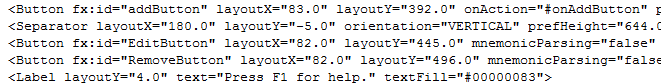 <Button fx:id="addButton" layoutX="83.0" layoutY="392.0" onAction="#onAddButton" p
<Separator layoutX="180.0" layoutY="-5.0" orientation="VERTICAL" prefHeight="644.0
<Button fx:id="EditButton" layoutX="82.0" layoutY="445.0" mnemonicParsing="false"
<Button fx:id="RemoveButton" layoutX="82.0" layoutY="496.0" mnemonicParsing="false
<Label layoutY="4.0" text="Press F1 for help." textFill="#00000083">